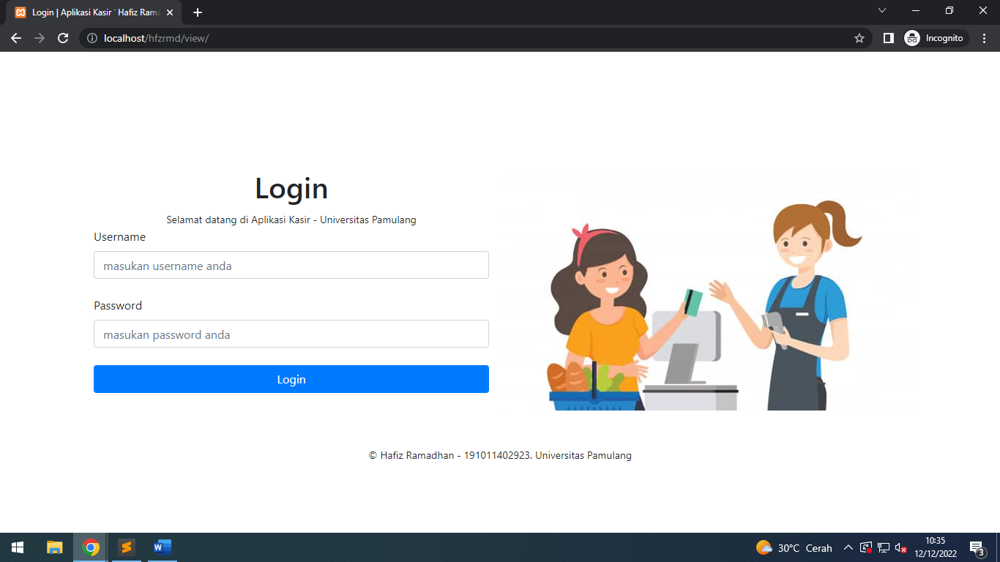 Login | Aplikasi Kasir - Hafiz Rama
localhost/hfzrmd/view/
Incognito
Login
Selamat datang di Aplikasi Kasir - Universitas Pamulang
Username
masukan username anda
Password
masukan password anda
Login
© Hafiz Ramadhan - 191011402923. Universitas Pamulang
30°C Cerah
10:35
12/12/2022
3